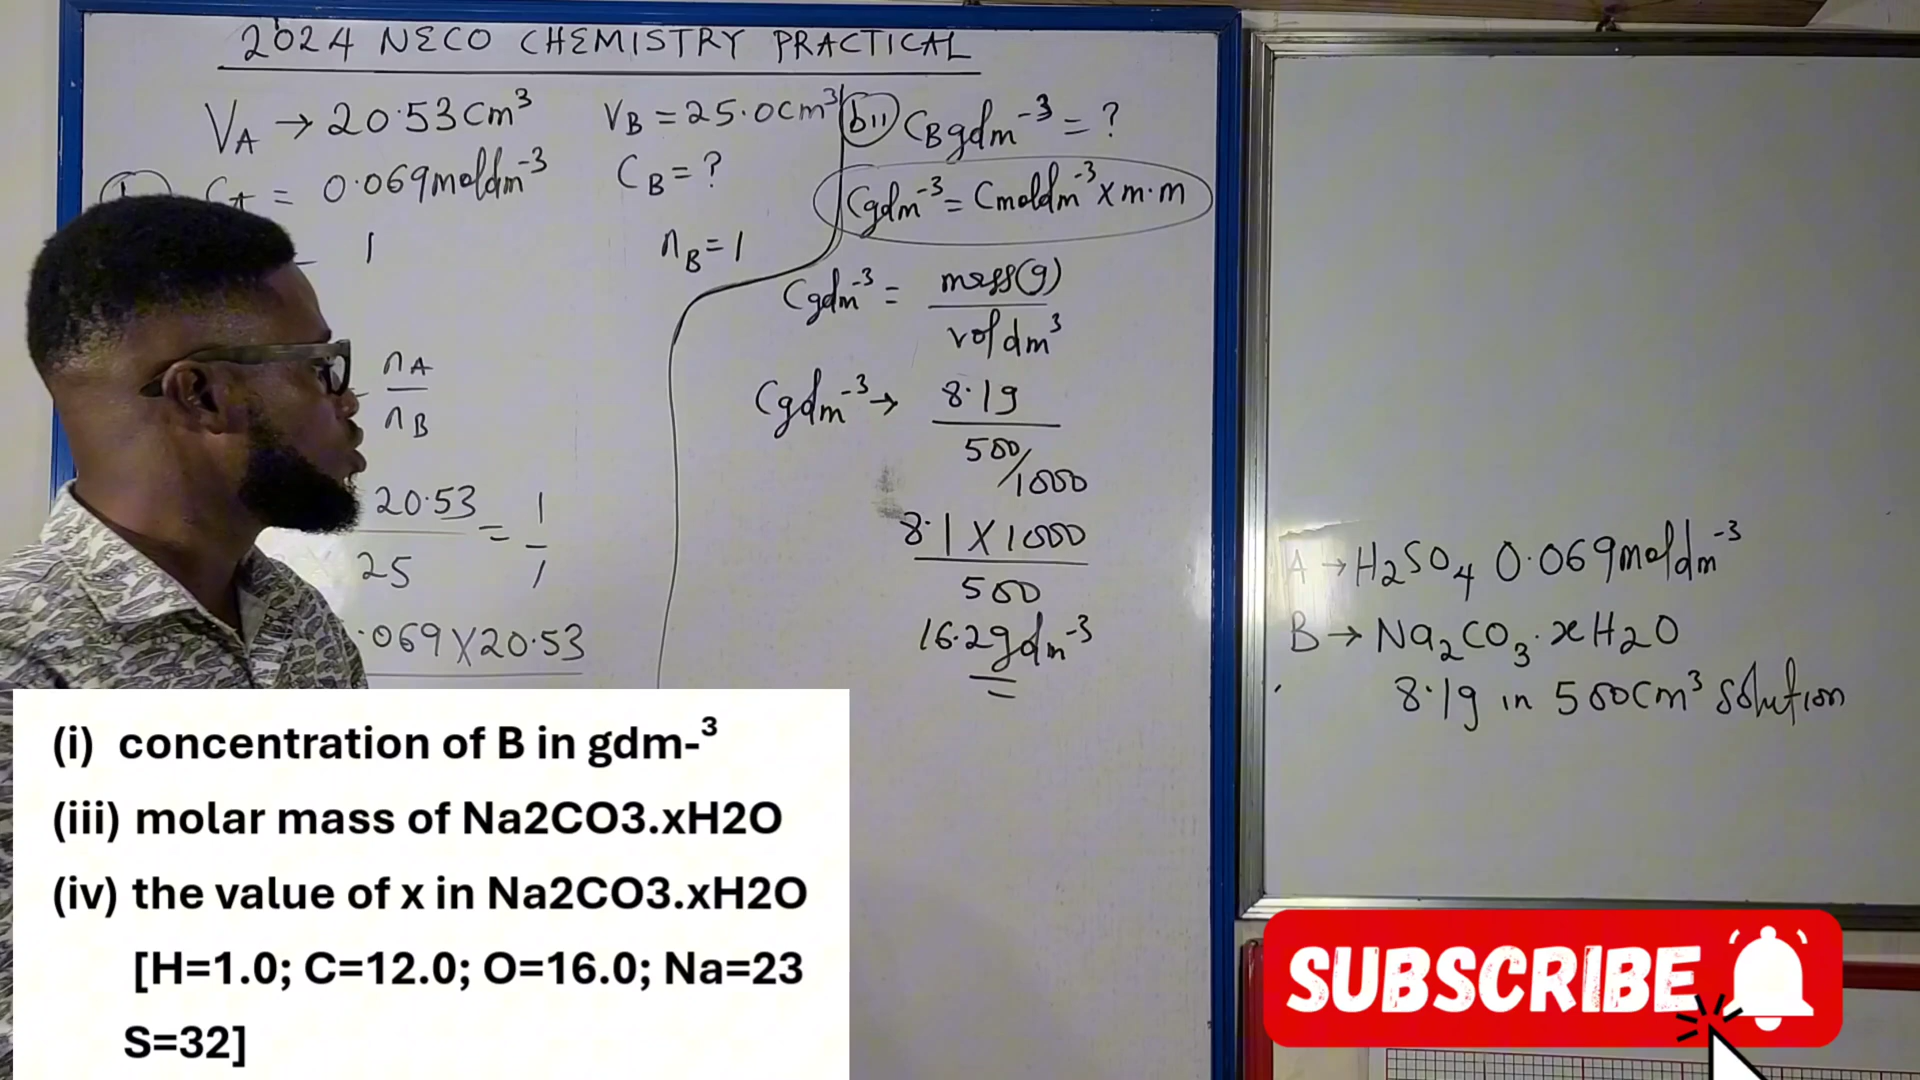 2024 NECO CHEMISTRY PRACTICAL
VA → 20.53cm³ VB = 25.0cm³
CA = 0.069moldm⁻³ CB = ?
1 nB = 1
nA
nB
20.53 = 1
25 1
.069 X 20.53
bii CBgdm⁻³ = ?
Cgdm⁻³ = Cmoldm⁻³ x m.m
Cgdm⁻³ = mass(g)
voldm³
Cgdm⁻³ → 8.1g
500/1000
8.1 X 1000
500
16.2gdm⁻³
A → H₂SO₄ 0.069moldm⁻³
B → Na₂CO₃.xH₂O
8.1g in 500cm³ solution
(i) concentration of B in gdm-³
(iii) molar mass of Na2CO3.xH2O
(iv) the value of x in Na2CO3.xH2O
[H=1.0; C=12.0; O=16.0; Na=23
S=32]
SUBSCRIBE